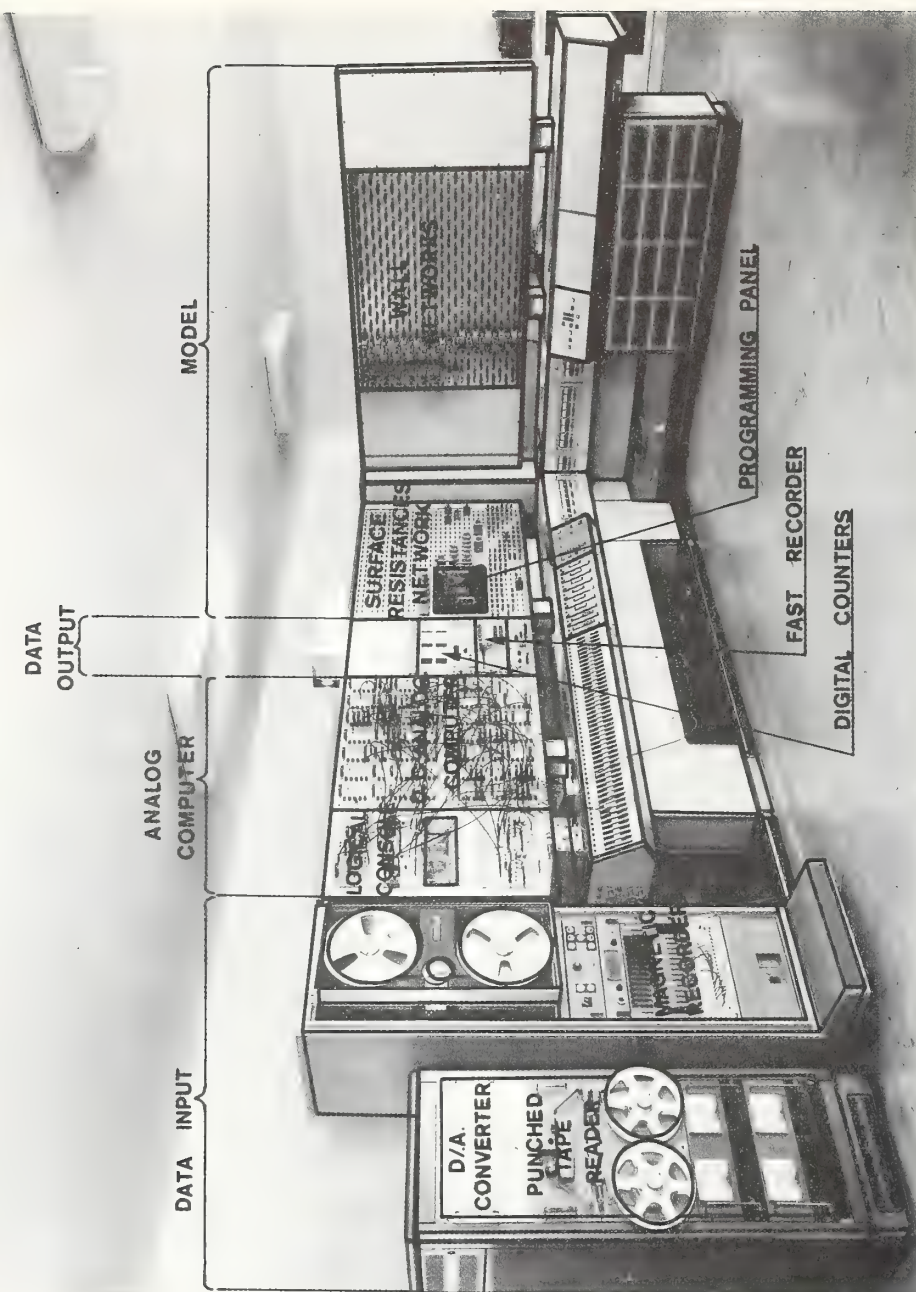 DATA INPUT
ANALOG
COMPUTER
DATA
OUTPUT
MODEL
D/A.
CONVERTER
PUNCHED
TAPE
READER
MAGNETIC
RECORDER
LOGICAL
CONSOLE
ANALOG
COMPUTER
SURFACE
RESISTANCES
NETWORK
WALL
NETWORKS
PROGRAMMING PANEL
FAST RECORDER
DIGITAL COUNTERS